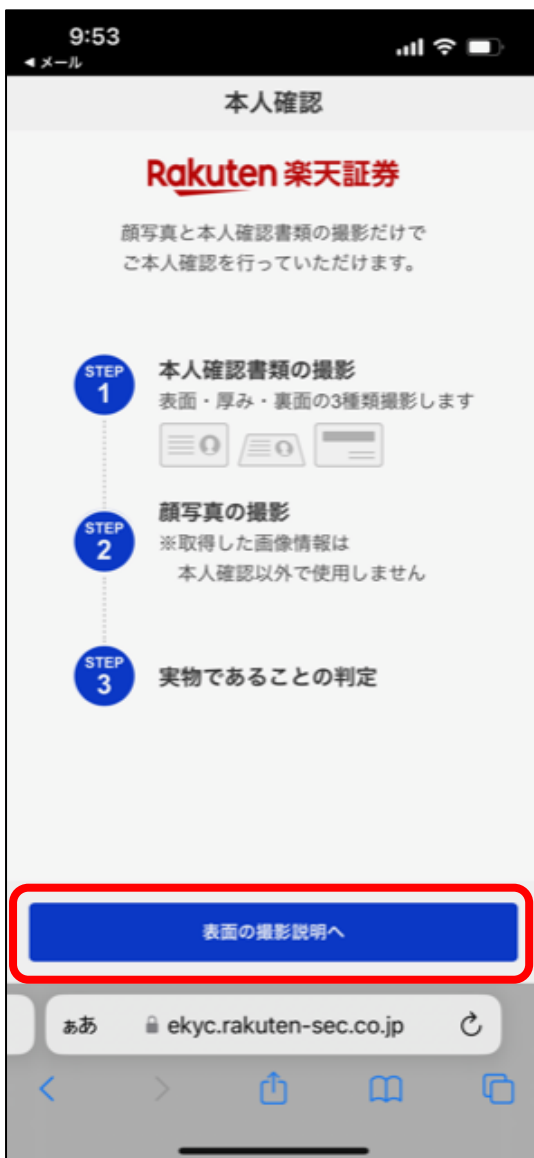 9:53
◀メール
本人確認
Rakuten 楽天証券
顔写真と本人確認書類の撮影だけで
ご本人確認を行っていただけます。
STEP
1
本人確認書類の撮影
表面・厚み・裏面の3種類撮影します
STEP
2
顔写真の撮影
※取得した画像情報は
本人確認以外で使用しません
STEP
3
実物であることの判定
表面の撮影説明へ
ぁあ
ekyc.rakuten-sec.co.jp